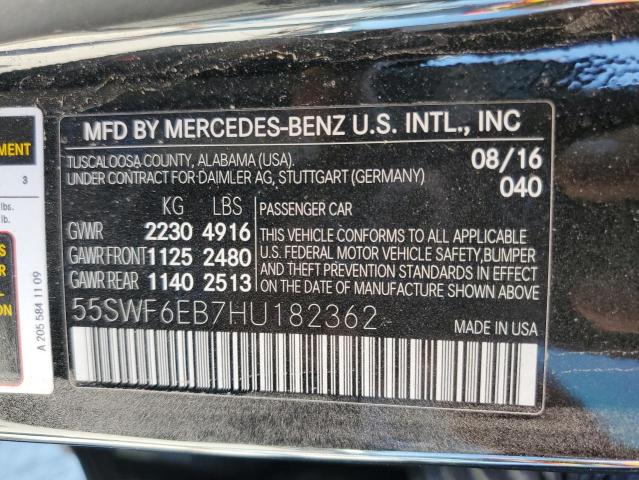 MFD BY MERCEDES-BENZ U.S. INTL., INC
TUSCALOOSA COUNTY, ALABAMA (USA).
UNDER CONTRACT FOR DAIMLER AG, STUTTGART (GERMANY)
08/16
040
KG LBS
GVWR 2230 4916
GAWR FRONT 1125 2480
GAWR REAR 1140 2513
PASSENGER CAR
THIS VEHICLE CONFORMS TO ALL APPLICABLE
U.S. FEDERAL MOTOR VEHICLE SAFETY, BUMPER
AND THEFT PREVENTION STANDARDS IN EFFECT
ON THE DATE OF MANUFACTURE SHOWN ABOVE.
55SWF6EB7HU182362
MADE IN USA
3
lbs.
lb.
A 205 584 11 09